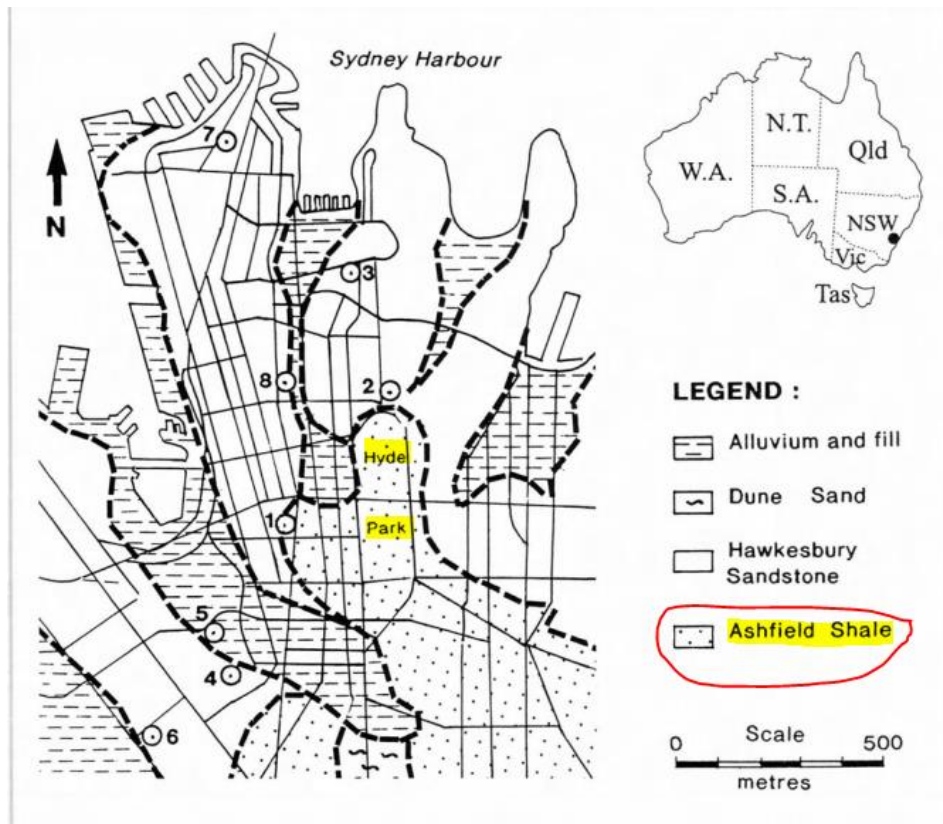 Sydney Harbour
N
7
3
8
2
Hyde
Park
1
5
4
6
W.A.
N.T.
Qld
S.A.
NSW
Vic
Tas
LEGEND :
Alluvium and fill
Dune Sand
Hawkesbury
Sandstone
Ashfield Shale
Scale
0 500
metres